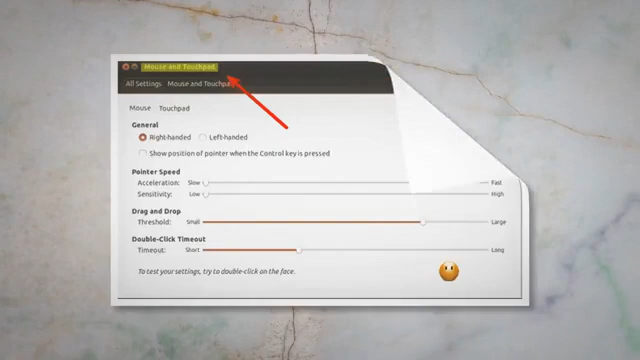 Mouse and Touchpad
All Settings Mouse and Touchpad
Mouse Touchpad
General
Right-handed Left-handed
Show position of pointer when the Control key is pressed
Pointer Speed
Acceleration: Slow Fast
Sensitivity: Low High
Drag and Drop
Threshold: Small Large
Double-Click Timeout
Timeout: Short Long
To test your settings, try to double-click on the face.